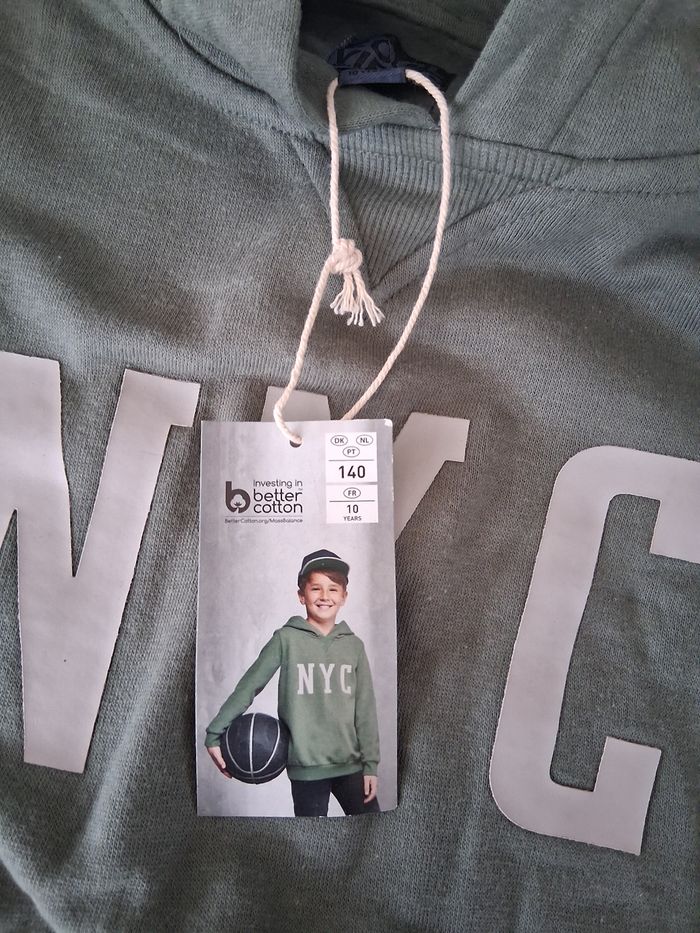 NYC
investing in
better
cotton
BetterCotton.org/MassBalance
DK NL
PT
140
FR
10
YEARS
NYC